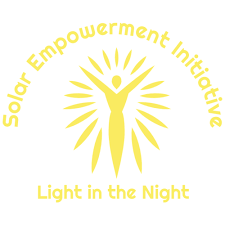 Solar Empowerment Initiative
Light in the Night